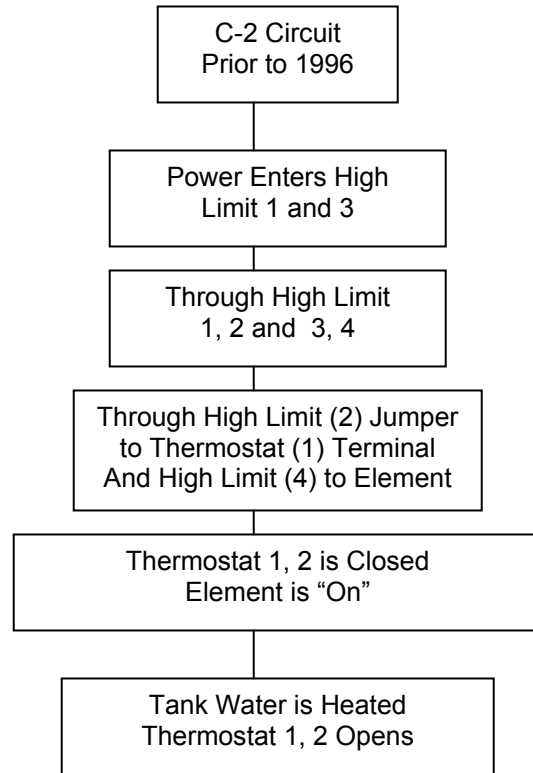 C-2 Circuit
Prior to 1996
Power Enters High
Limit 1 and 3
Through High Limit
1, 2 and 3, 4
Through High Limit (2) Jumper
to Thermostat (1) Terminal
And High Limit (4) to Element
Thermostat 1, 2 is Closed
Element is “On”
Tank Water is Heated
Thermostat 1, 2 Opens